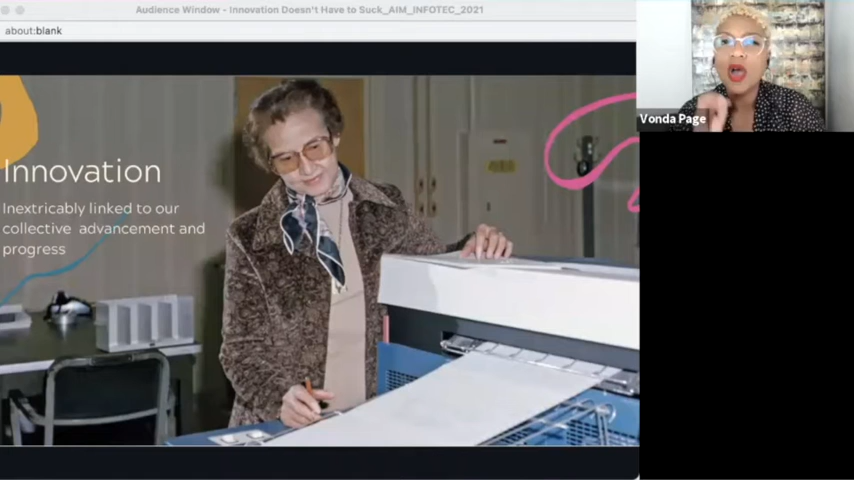 Audience Window - Innovation Doesn't Have to Suck_AIM_INFOTEC_2021
about:blank
Innovation
Inextricably linked to our
collective advancement and
progress
Vonda Page